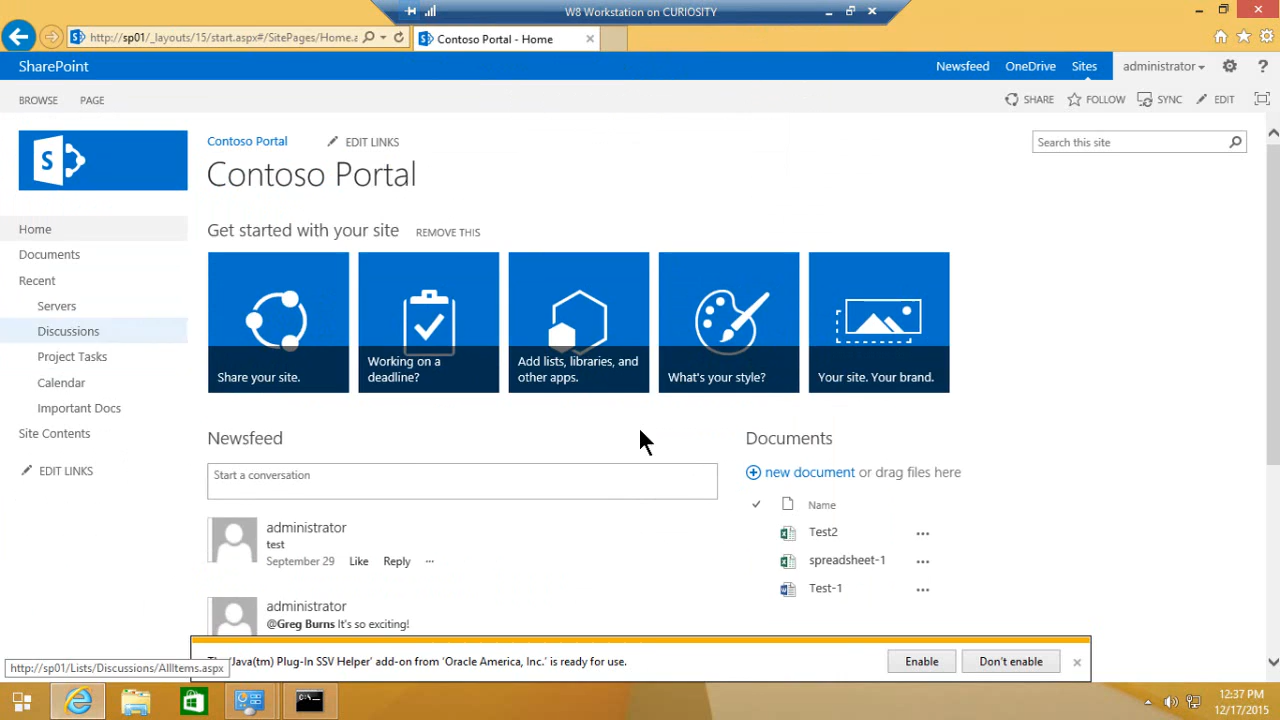 W8 Workstation on CURIOSITY
http://sp01/_layouts/15/start.aspx#/SitePages/Home.a
Contoso Portal - Home
SharePoint
Newsfeed
OneDrive
Sites
administrator
?
BROWSE
PAGE
SHARE
FOLLOW
SYNC
EDIT
S
Contoso Portal
EDIT LINKS
Search this site
Contoso Portal
Home
Documents
Recent
Servers
Discussions
Project Tasks
Calendar
Important Docs
Site Contents
EDIT LINKS
Get started with your site
REMOVE THIS
Share your site.
Working on a
deadline?
Add lists, libraries, and
other apps.
What's your style?
Your site. Your brand.
Newsfeed
Start a conversation
administrator
test
September 29 Like Reply ...
administrator
@Greg Burns It's so exciting!
Documents
new document or drag files here
Name
Test2 ...
spreadsheet-1 ...
Test-1 ...
'Java(tm) Plug-In SSV Helper' add-on from 'Oracle America, Inc.' is ready for use.
Enable
Don't enable
http://sp01/Lists/Discussions/AllItems.aspx
12:37 PM
12/17/2015